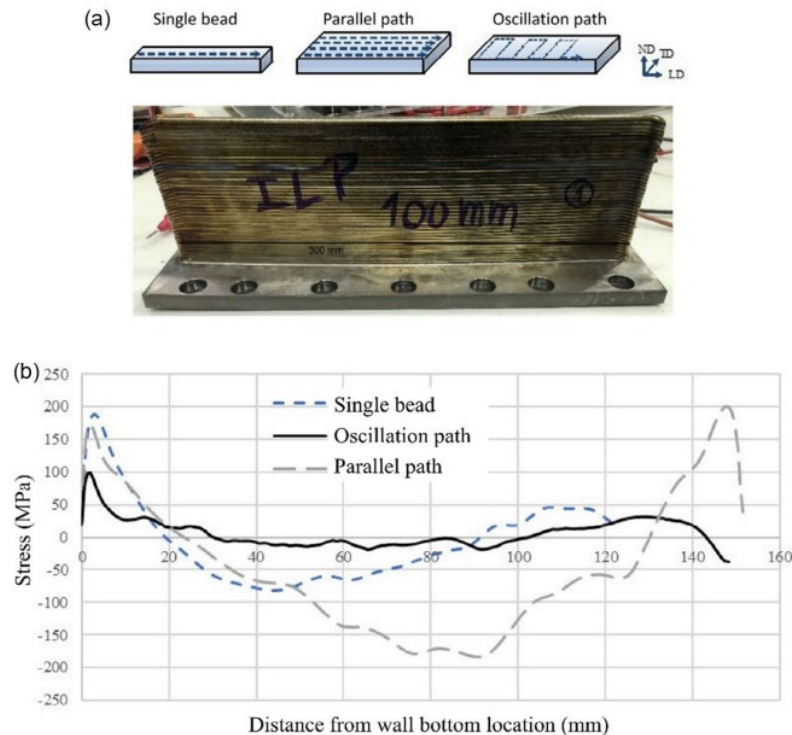 (a)
Single bead
Parallel path
Oscillation path
ND
TD
LD
ILP
100mm
1
300 mm
(b)
250
200
150
100
50
0
-50
-100
-150
-200
-250
0
20
40
60
80
100
120
140
160
Single bead
Oscillation path
Parallel path
Stress (MPa)
Distance from wall bottom location (mm)